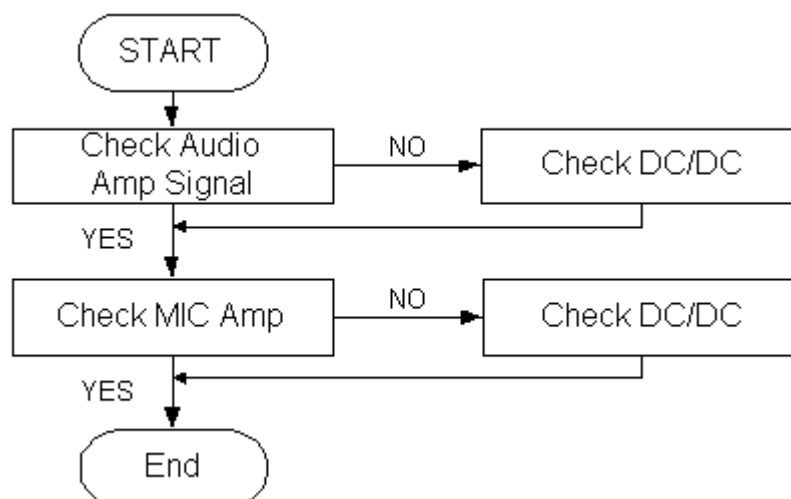 START
Check Audio
Amp Signal
NO
Check DC/DC
YES
Check MIC Amp
NO
Check DC/DC
YES
End